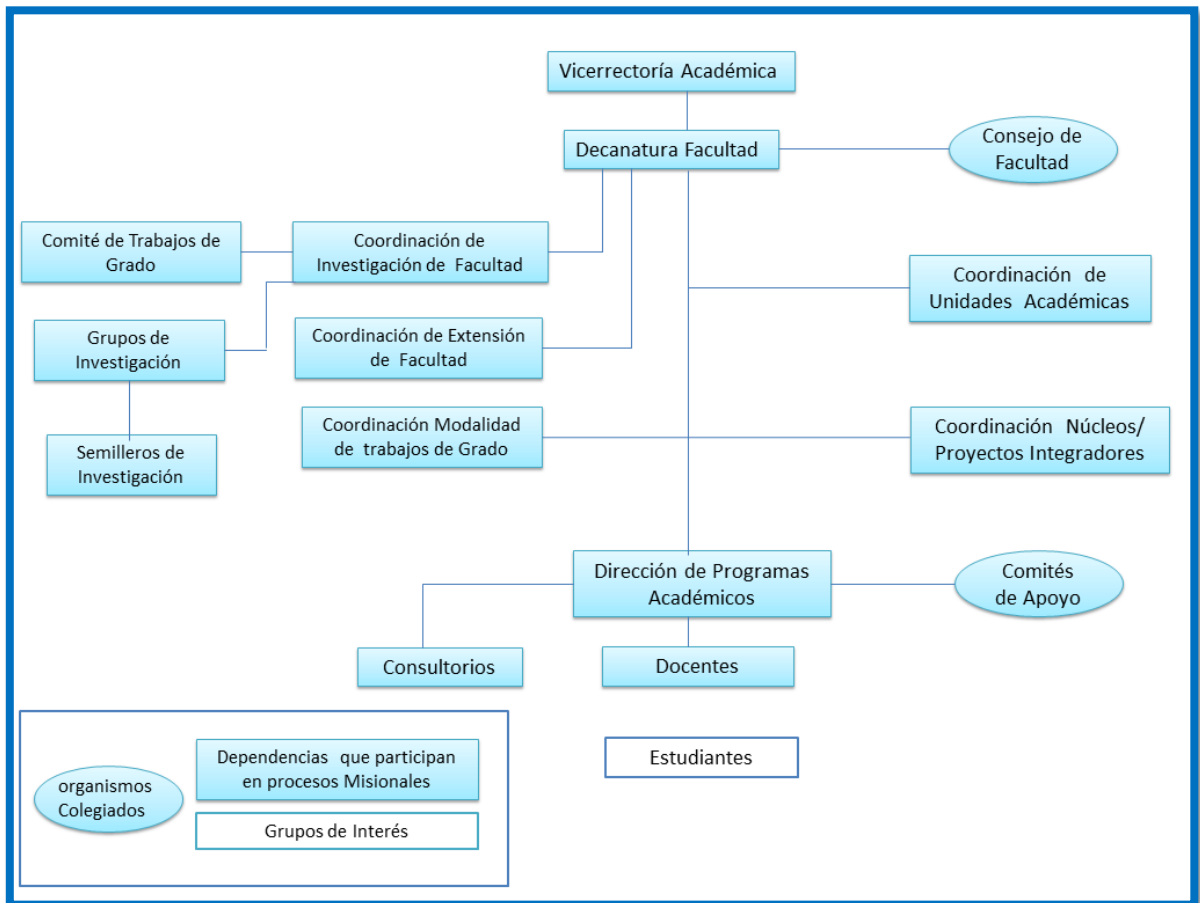 Vicerrectoría Académica
Decanatura Facultad
Consejo de
Facultad
Comité de Trabajos de
Grado
Coordinación de
Investigación de Facultad
Coordinación de
Unidades Académicas
Grupos de
Investigación
Coordinación de Extensión
de Facultad
Semilleros de
Investigación
Coordinación Modalidad
de trabajos de Grado
Coordinación Núcleos/
Proyectos Integradores
Dirección de Programas
Académicos
Comités
de Apoyo
Consultorios
Docentes
Estudiantes
organismos
Colegiados
Dependencias que participan
en procesos Misionales
Grupos de Interés